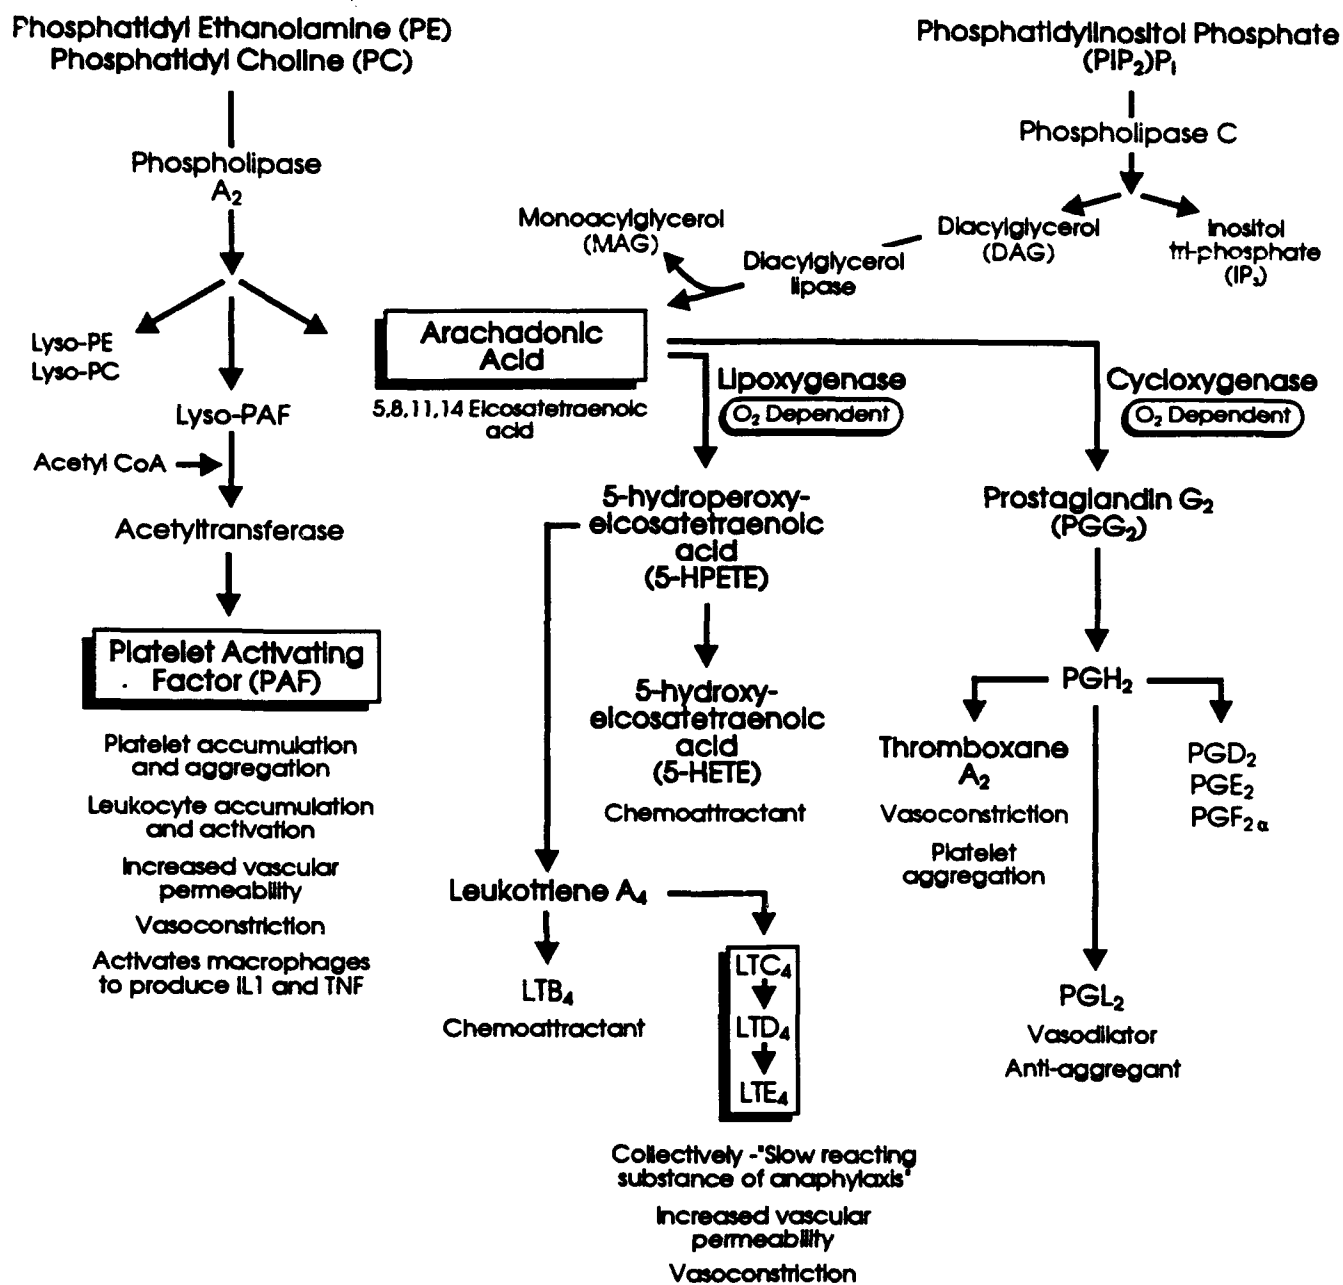 Phosphatidyl Ethanolamine (PE)
Phosphatidyl Choline (PC)
Phospholipase
A₂
Lyso-PE
Lyso-PC
Lyso-PAF
Acetyl CoA
Acetyltransferase
Platelet Activating
Factor (PAF)
Platelet accumulation
and aggregation
Leukocyte accumulation
and activation
Increased vascular
permeability
Vasoconstriction
Activates macrophages
to produce IL1 and TNF
Phosphatidylinositol Phosphate
(PIP₂)P₁
Phospholipase C
Diacylglycerol
(DAG)
Inositol
tri-phosphate
(IP₃)
Diacylglycerol
lipase
Monoacylglycerol
(MAG)
Arachadonic
Acid
5,8,11,14 Eicosatetraenoic
acid
Lipoxygenase
O₂ Dependent
Cycloxygenase
O₂ Dependent
5-hydroperoxy-
eicosatetraenoic
acid
(5-HPETE)
5-hydroxy-
eicosatetraenoic
acid
(5-HETE)
Chemoattractant
Leukotriene A₄
LTB₄
Chemoattractant
LTC₄
LTD₄
LTE₄
Collectively -"Slow reacting
substance of anaphylaxis"
Increased vascular
permeability
Vasoconstriction
Prostaglandin G₂
(PGG₂)
PGH₂
Thromboxane
A₂
Vasoconstriction
Platelet
aggregation
PGD₂
PGE₂
PGF₂α
PGL₂
Vasodilator
Anti-aggregant